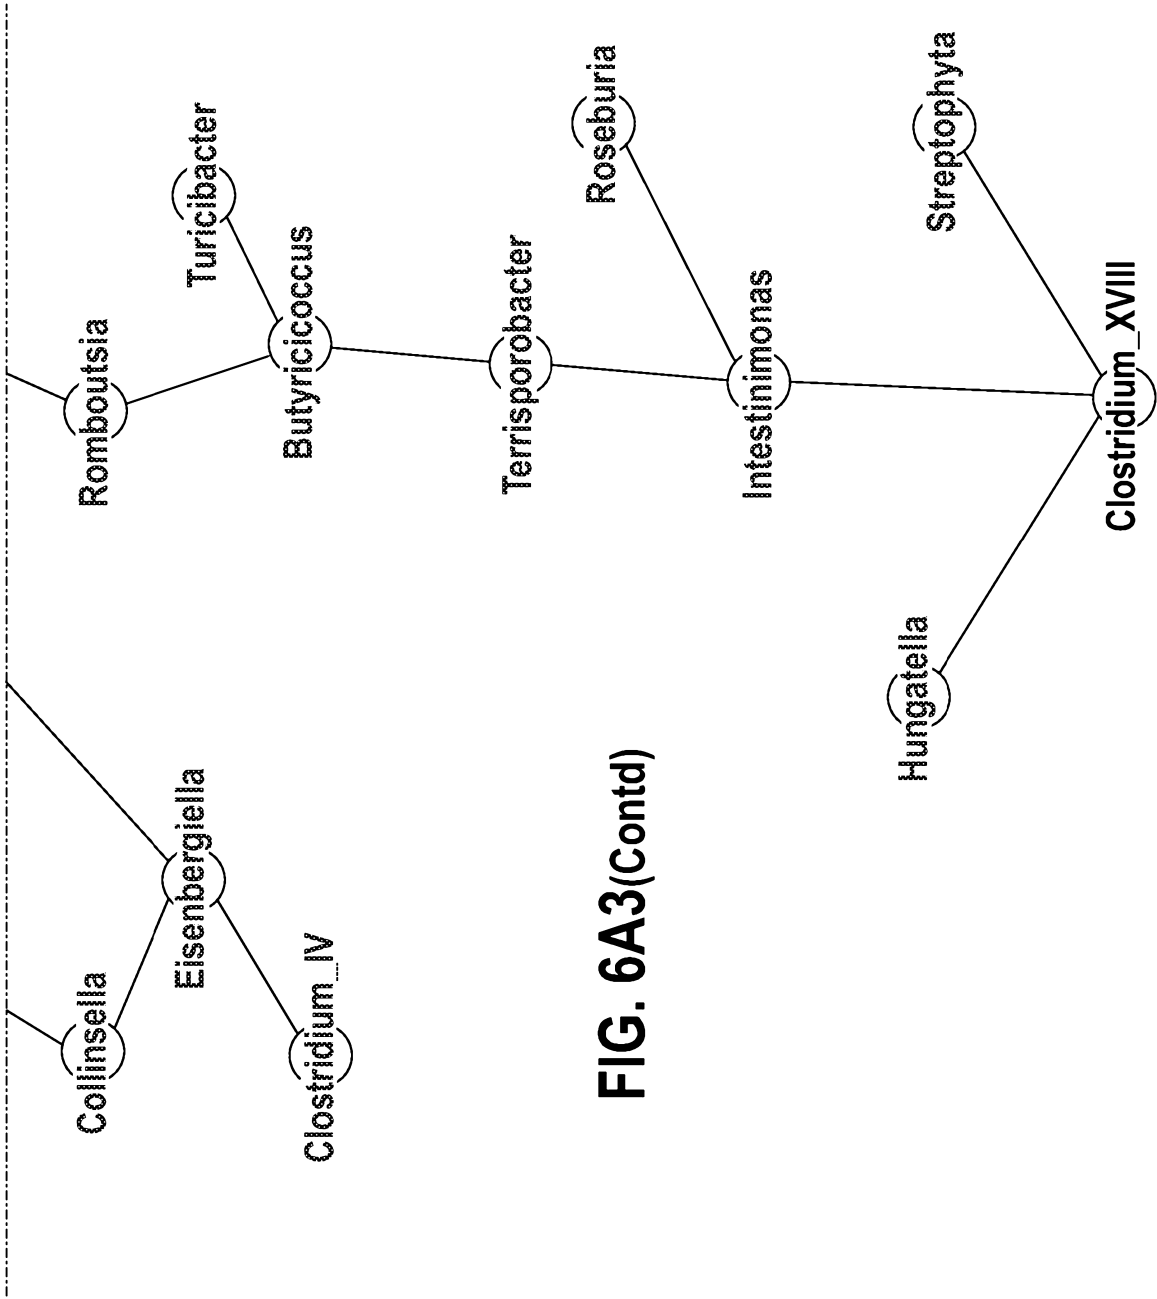 Collinsella
Romboutsia
Eisenbergiella
Turicibacter
Butyricicoccus
Clostridium_IV
Terrisporobacter
Roseburia
FIG. 6A3(Contd)
Intestinimonas
Hungatella
Streptophyta
Clostridium_XVIII